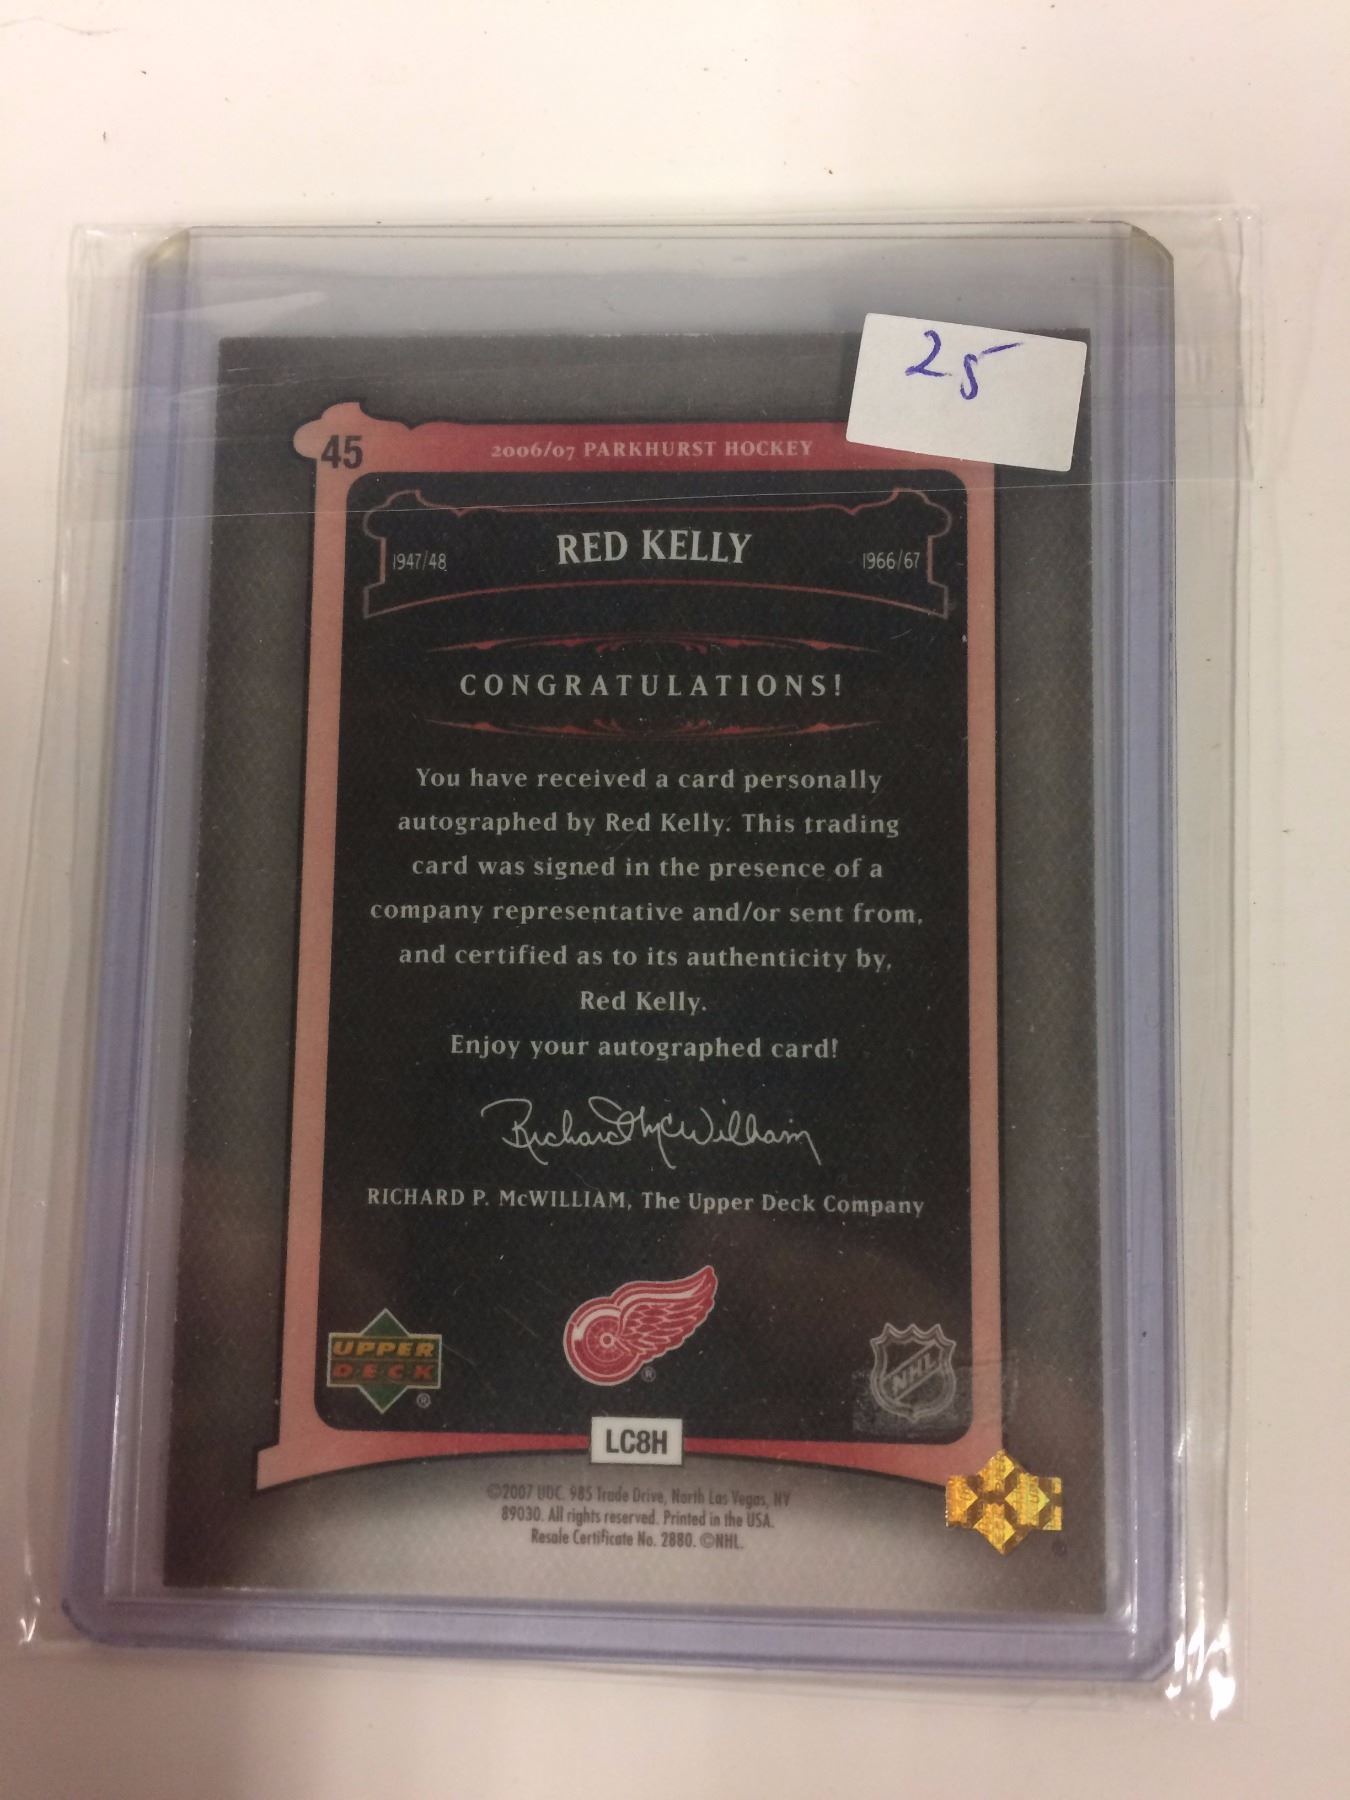 25
45
2006/07 PARKHURST HOCKEY
1947/48 RED KELLY 1966/67
CONGRATULATIONS!
You have received a card personally
autographed by Red Kelly. This trading
card was signed in the presence of a
company representative and/or sent from,
and certified as to its authenticity by,
Red Kelly.
Enjoy your autographed card!
Richard McWilliam
RICHARD P. McWILLIAM, The Upper Deck Company
UPPER
DECK
®
®
NHL
LC8H
©2007 UDC. 985 Trade Drive, North Las Vegas, NV
89030. All rights reserved. Printed in the USA.
Resale Certificate No. 2880. ©NHL.